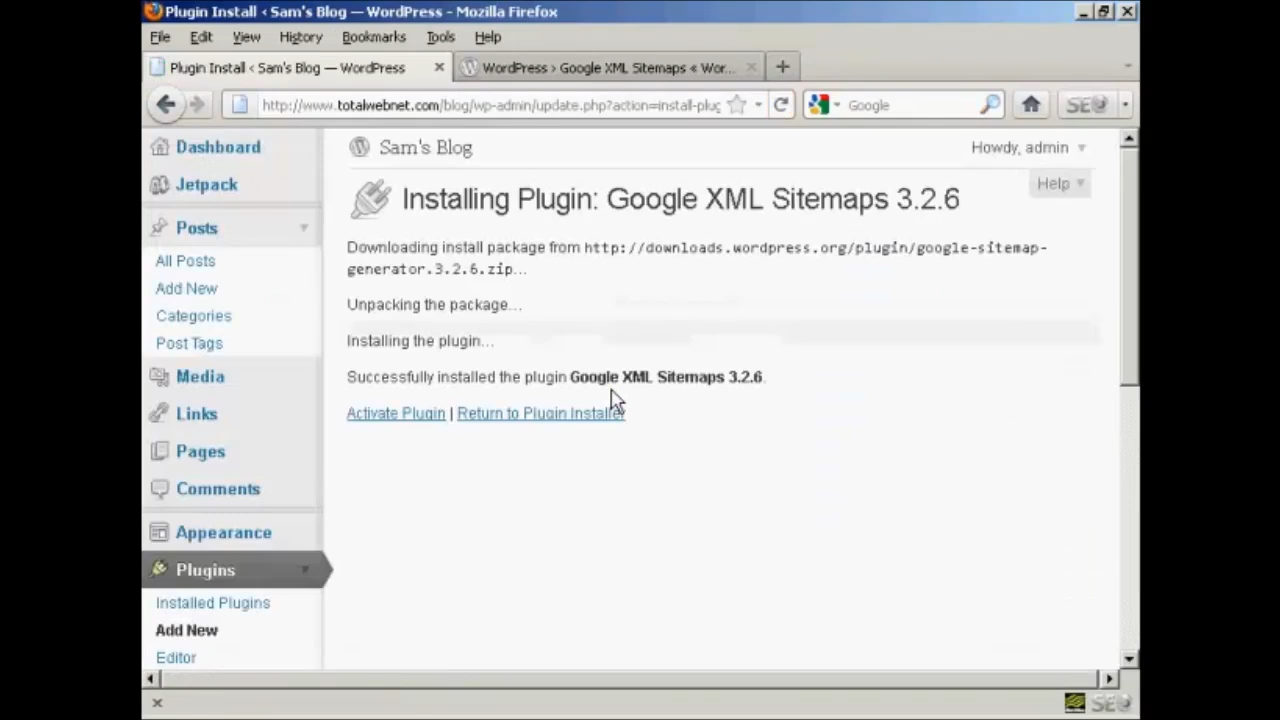 Plugin Install ‹ Sam's Blog — WordPress - Mozilla Firefox
File Edit View History Bookmarks Tools Help
Plugin Install ‹ Sam's Blog — WordPress
WordPress › Google XML Sitemaps « Wor...
http://www.totalwebnet.com/blog/wp-admin/update.php?action=install-plug
Google
SEO
Dashboard
Jetpack
Posts
All Posts
Add New
Categories
Post Tags
Media
Links
Pages
Comments
Appearance
Plugins
Installed Plugins
Add New
Editor
Sam's Blog
Howdy, admin
Help
Installing Plugin: Google XML Sitemaps 3.2.6
Downloading install package from http://downloads.wordpress.org/plugin/google-sitemap-
generator.3.2.6.zip…
Unpacking the package…
Installing the plugin…
Successfully installed the plugin Google XML Sitemaps 3.2.6.
Activate Plugin | Return to Plugin Installer
SEO